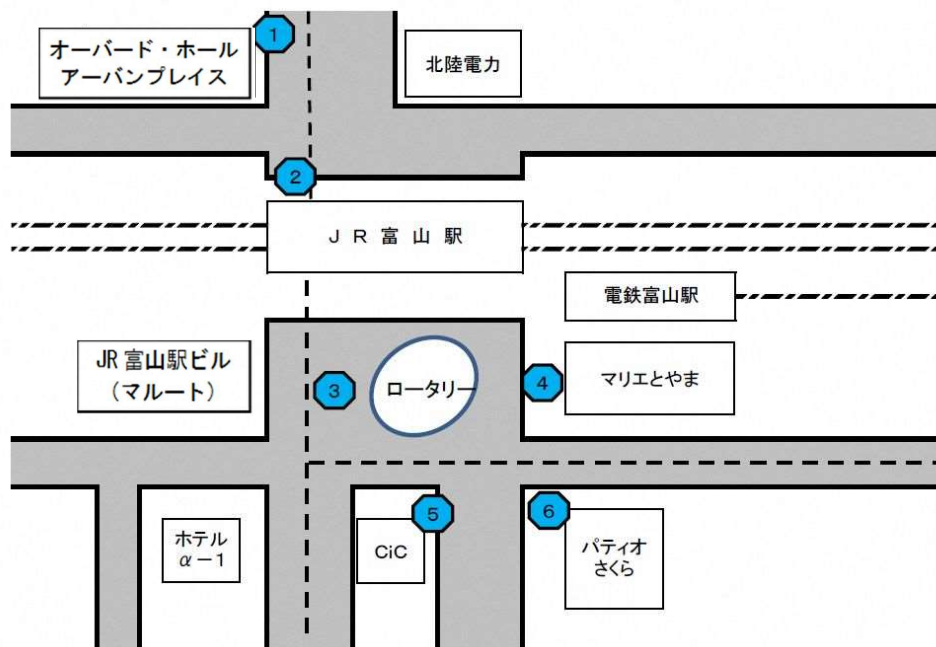 1
オーバード・ホール
アーバンプレイス
北陸電力
2
JR富山駅
電鉄富山駅
JR富山駅ビル
（マルート）
3
ロータリー
4
マリエとやま
5
6
ホテル
α－1
CiC
パティオ
さくら